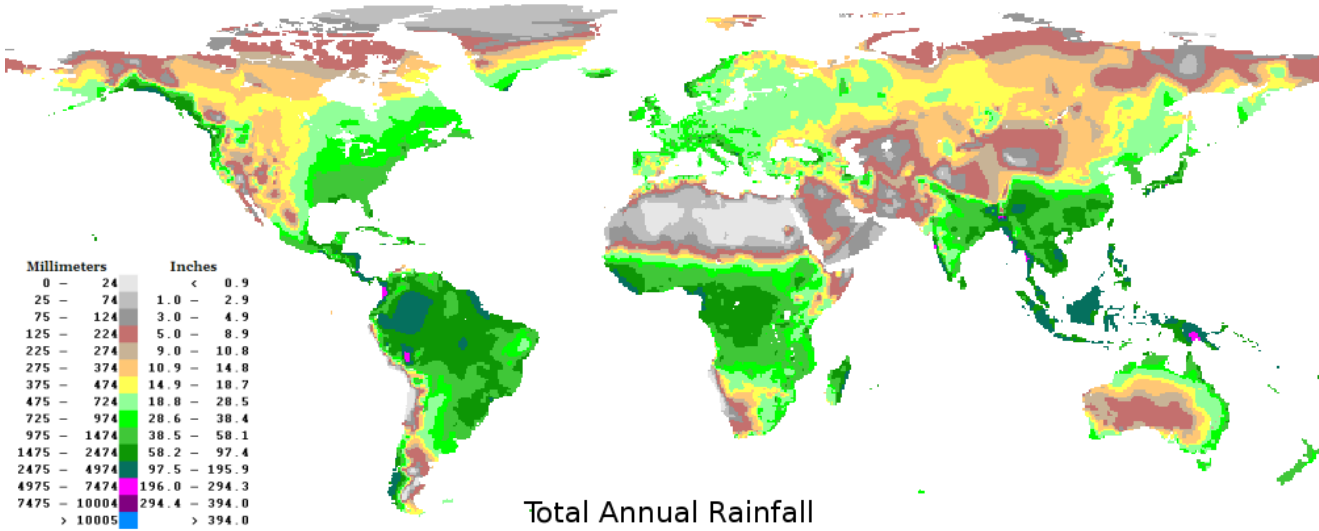 Millimeters Inches
0 – 24 < 0.9
25 – 74 1.0 – 2.9
75 – 124 3.0 – 4.9
125 – 224 5.0 – 8.9
225 – 274 9.0 – 10.8
275 – 374 10.9 – 14.8
375 – 474 14.9 – 18.7
475 – 724 18.8 – 28.5
725 – 974 28.6 – 38.4
975 – 1474 38.5 – 58.1
1475 – 2474 58.2 – 97.4
2475 – 4974 97.5 – 195.9
4975 – 7474 196.0 – 294.3
7475 – 10004 294.4 – 394.0
> 10005 > 394.0
Total Annual Rainfall